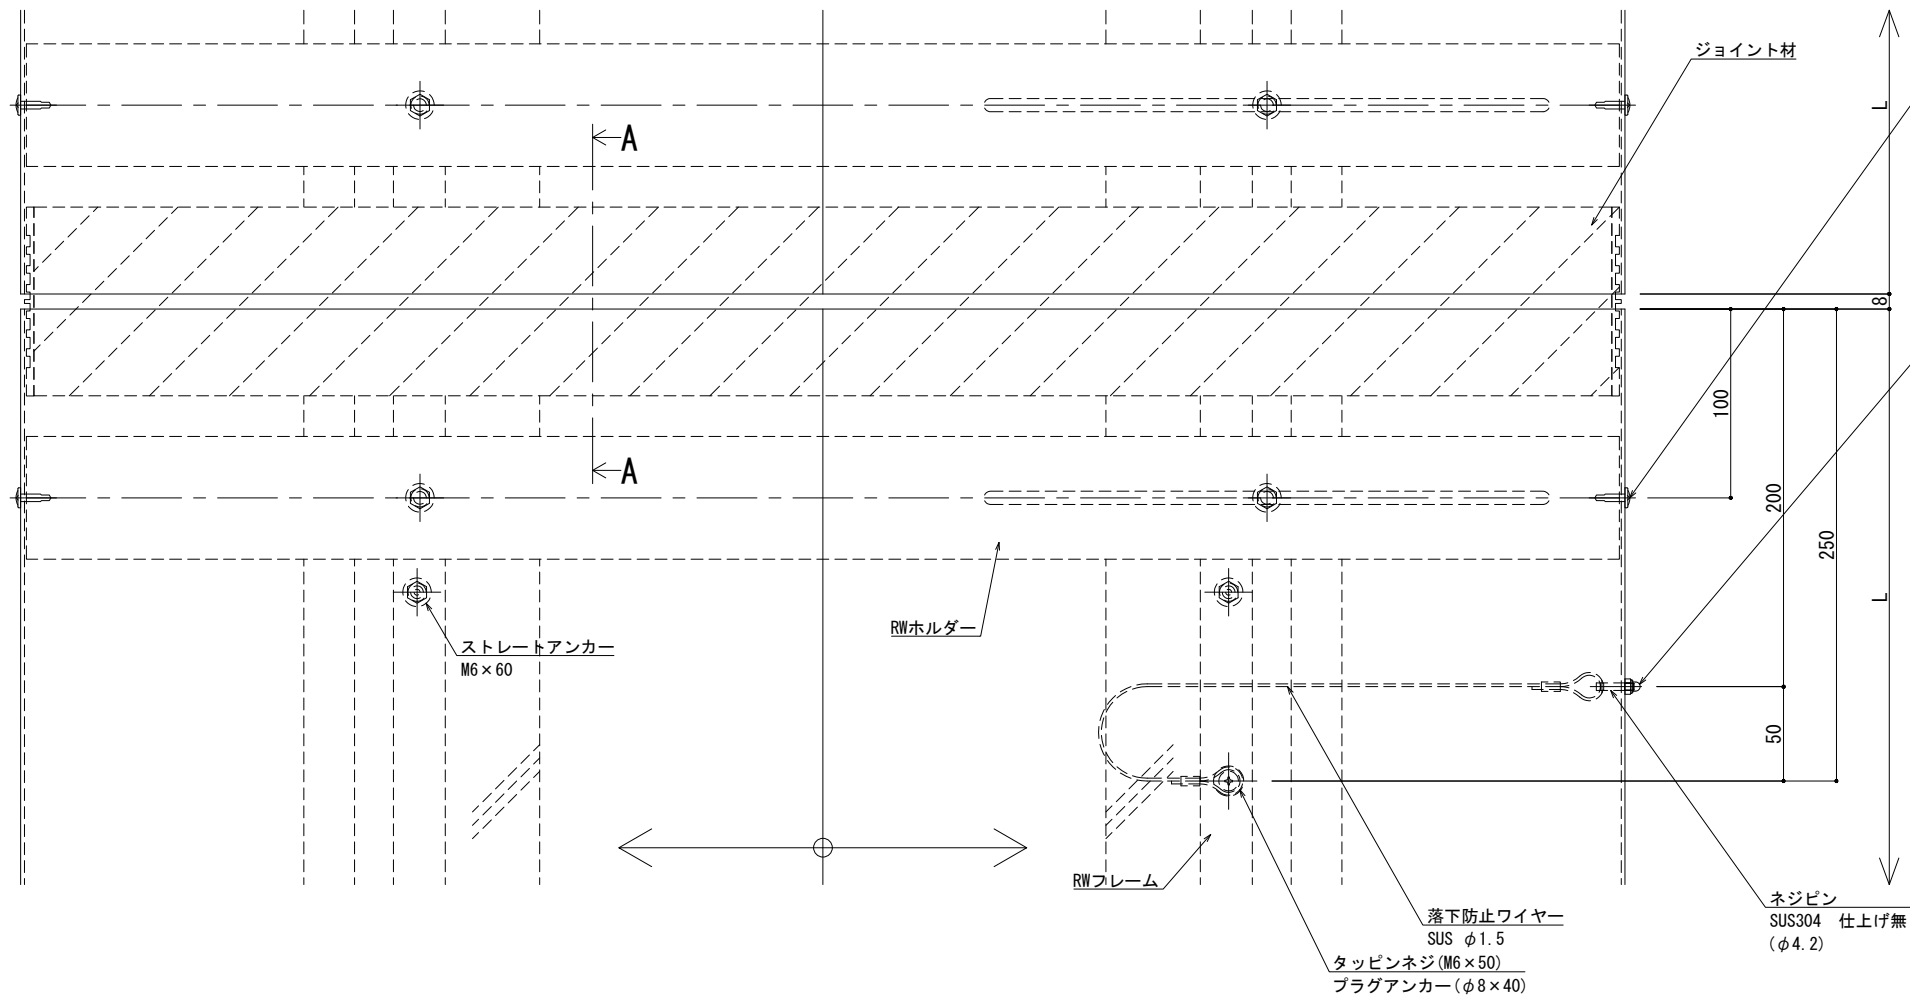 ジョイント材
L
A
8
100
A
200
250
L
RWホルダー
ストレートアンカー
M6×60
50
RWフレーム
ネジピン
SUS304 仕上げ無
(φ4.2)
落下防止ワイヤー
SUS φ1.5
タッピンネジ(M6×50)
プラグアンカー(φ8×40)